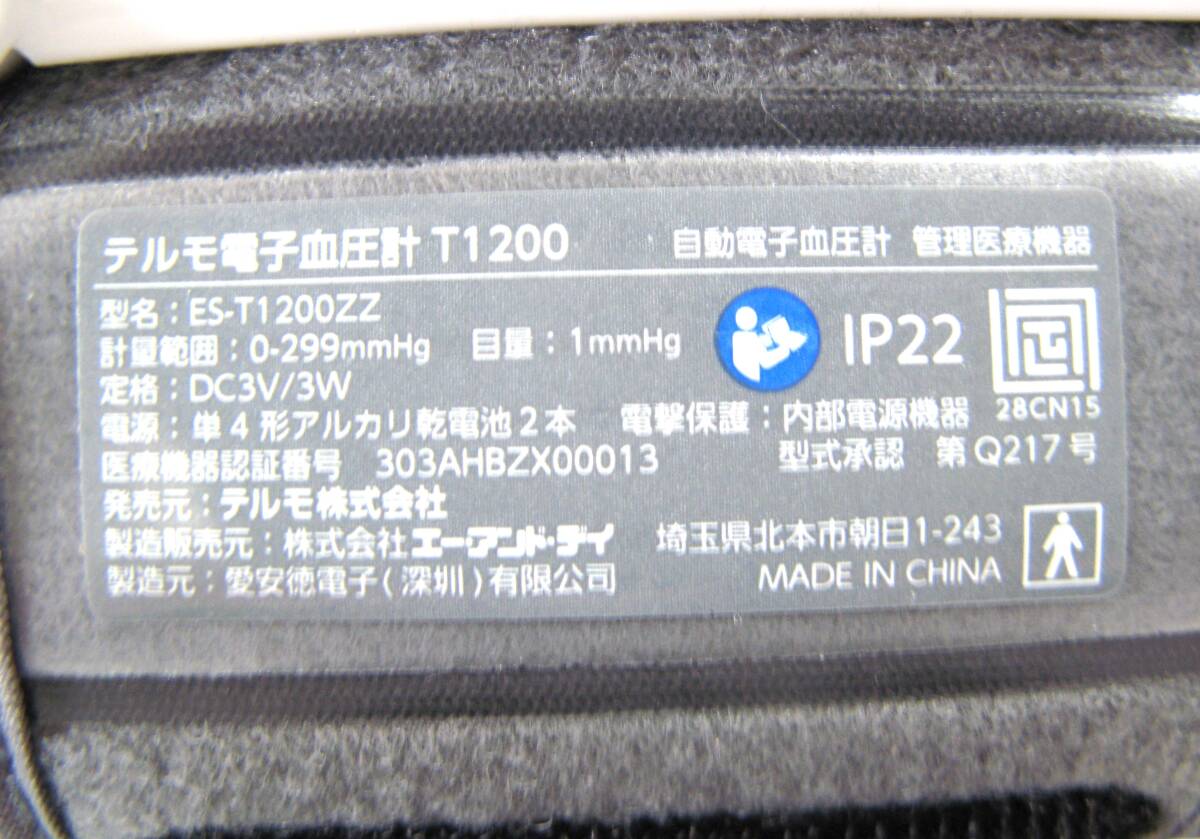 テルモ電子血圧計 T1200 自動電子血圧計 管理医療機器
型名：ES-T1200ZZ
計量範囲：0-299mmHg 目量：1mmHg IP22
定格：DC3V/3W
電源：単4形アルカリ乾電池2本 電撃保護：内部電源機器 28CN15
医療機器認証番号 303AHBZX00013 型式承認 第Q217号
発売元：テルモ株式会社
製造販売元：株式会社エー・アンド・デイ 埼玉県北本市朝日1-243
製造元：愛安徳電子(深圳)有限公司 MADE IN CHINA